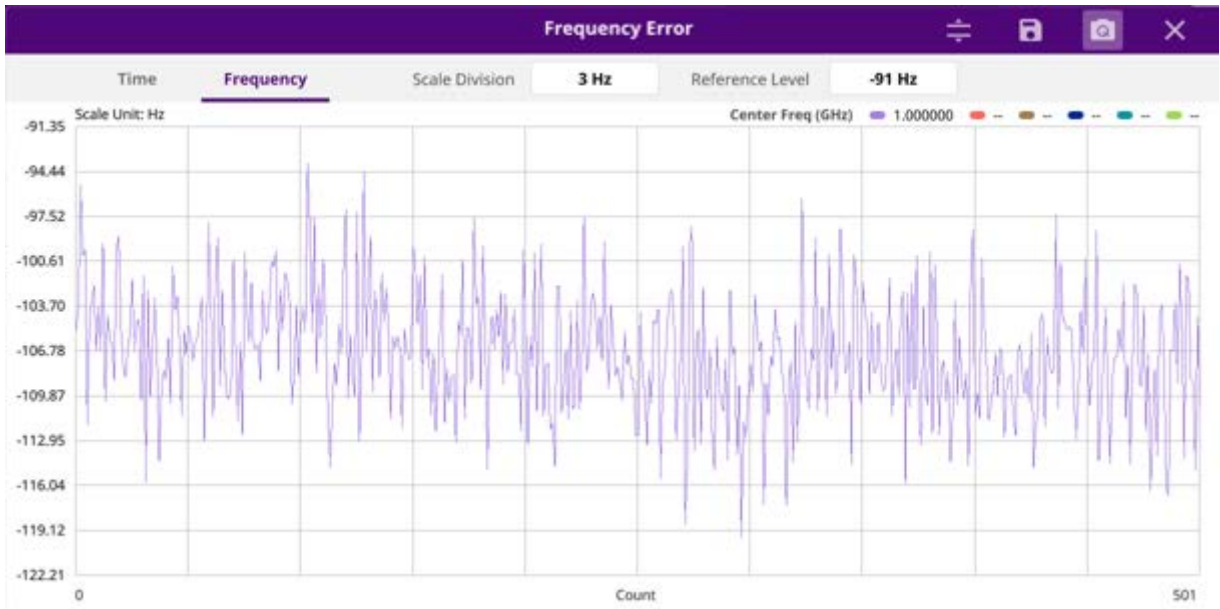 Frequency Error
Time Frequency Scale Division 3 Hz Reference Level -91 Hz
Scale Unit: Hz Center Freq (GHz) 1.000000 -- -- -- -- --
-91.35
-94.44
-97.52
-100.61
-103.70
-106.78
-109.87
-112.95
-116.04
-119.12
-122.21
0 Count 501